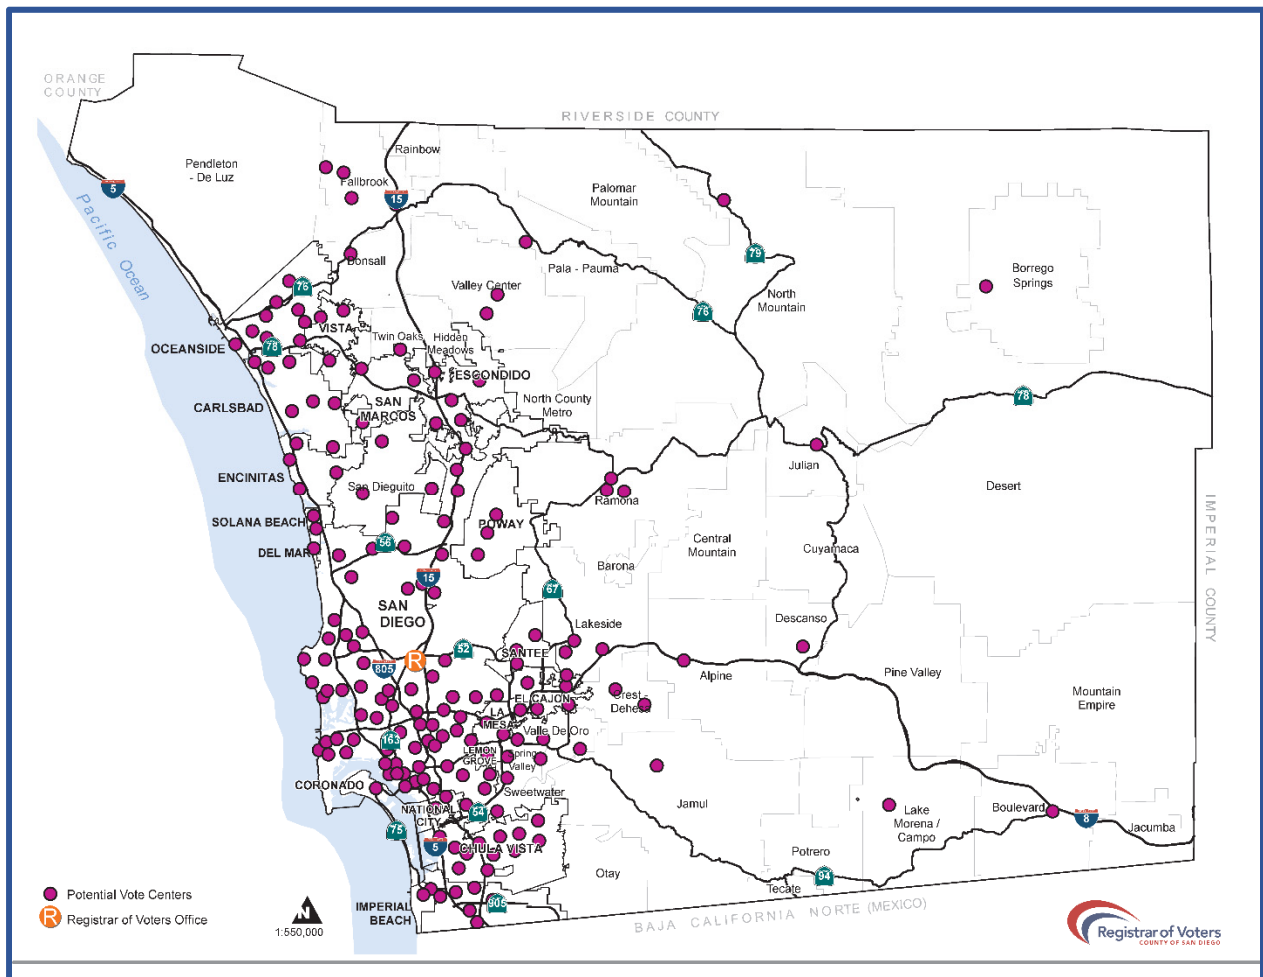 ORANGE
COUNTY
RIVERSIDE COUNTY
Rainbow
Pendleton
- De Luz
Fallbrook
5
15
Palomar
Mountain
Pacific Ocean
79
Bonsall
Pala - Pauma
Borrego
Springs
76
Valley Center
North
Mountain
76
VISTA
Twin Oaks
Hidden
Meadows
OCEANSIDE
78
ESCONDIDO
78
CARLSBAD
SAN
MARCOS
North County
Metro
Julian
ENCINITAS
San Dieguito
Ramona
Desert
IMPERIAL COUNTY
SOLANA BEACH
POWAY
56
DEL MAR
Central
Mountain
Cuyamaca
15
Barona
67
SAN
DIEGO
Lakeside
Descanso
52
SANTEE
R
805
Alpine
Pine Valley
Crest -
Dehesa
EL CAJON
Mountain
Empire
LA
MESA
Valle De Oro
163
LEMON
GROVE
Spring
Valley
CORONADO
Sweetwater
NATIONAL
CITY
54
Jamul
Lake
Morena /
Campo
Boulevard
8
Jacumba
75
5
CHULA VISTA
Potrero
Otay
94
Tecate
Potential Vote Centers
R
Registrar of Voters Office
N
1:550,000
IMPERIAL
BEACH
905
BAJA CALIFORNIA NORTE (MEXICO)
Registrar of Voters
COUNTY OF SAN DIEGO